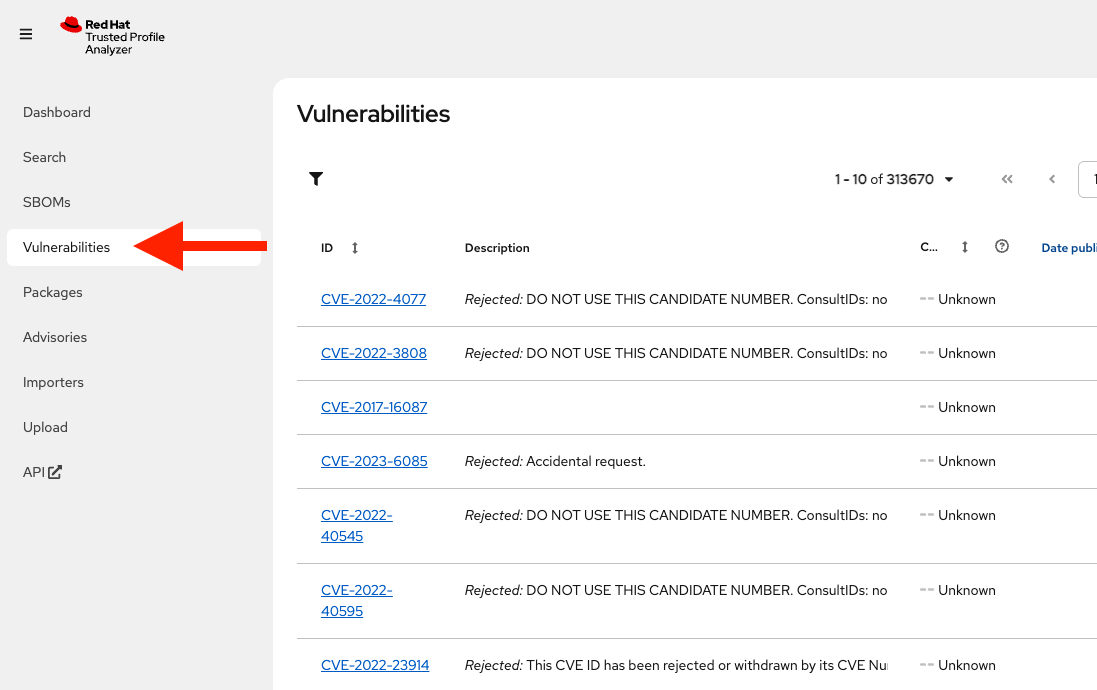 Red Hat
Trusted Profile
Analyzer
Dashboard
Search
SBOMs
Vulnerabilities
Packages
Advisories
Importers
Upload
API
Vulnerabilities
1 - 10 of 313670
1
ID Description C... Date publi
CVE-2022-4077 Rejected: DO NOT USE THIS CANDIDATE NUMBER. ConsultIDs: no -- Unknown
CVE-2022-3808 Rejected: DO NOT USE THIS CANDIDATE NUMBER. ConsultIDs: no -- Unknown
CVE-2017-16087 -- Unknown
CVE-2023-6085 Rejected: Accidental request. -- Unknown
CVE-2022- Rejected: DO NOT USE THIS CANDIDATE NUMBER. ConsultIDs: no -- Unknown
40545
CVE-2022- Rejected: DO NOT USE THIS CANDIDATE NUMBER. ConsultIDs: no -- Unknown
40595
CVE-2022-23914 Rejected: This CVE ID has been rejected or withdrawn by its CVE Nu -- Unknown